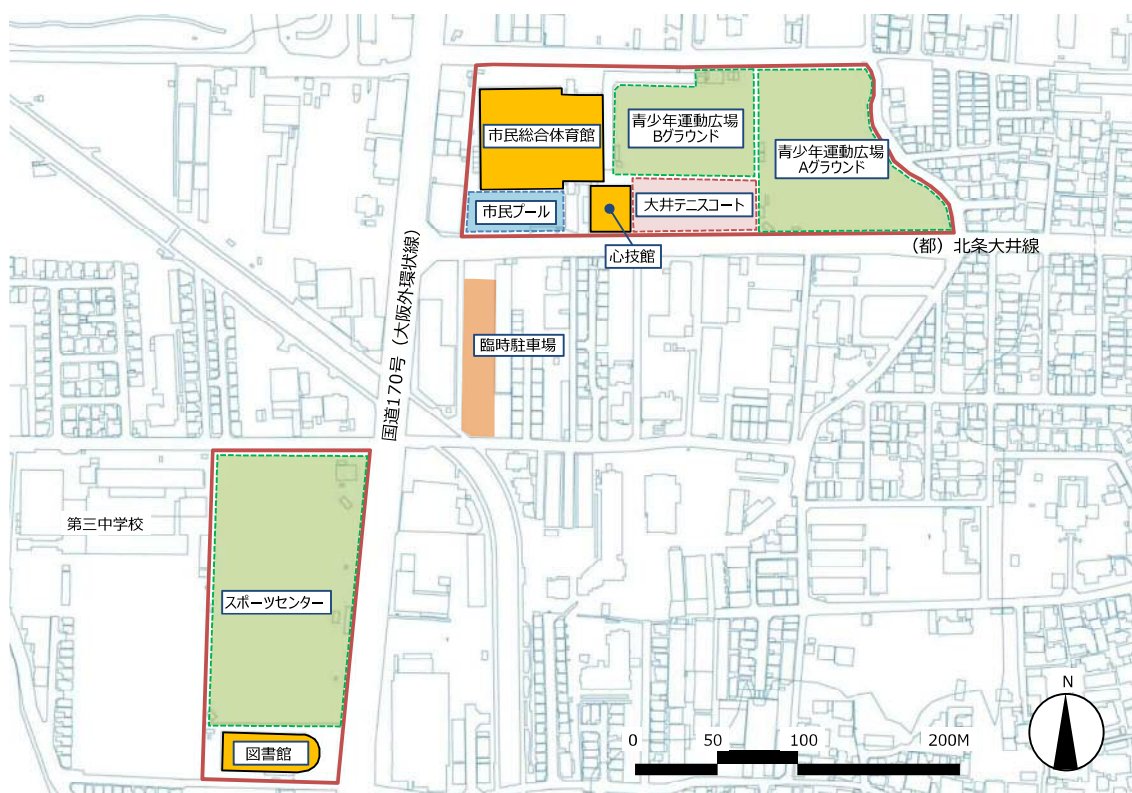 市民総合体育館
青少年運動広場
Bグラウンド
青少年運動広場
Aグラウンド
市民プール
大井テニスコート
心技館
（都）北条大井線
国道170号（大阪外環状線）
臨時駐車場
第三中学校
スポーツセンター
図書館
0 50 100 200M
N